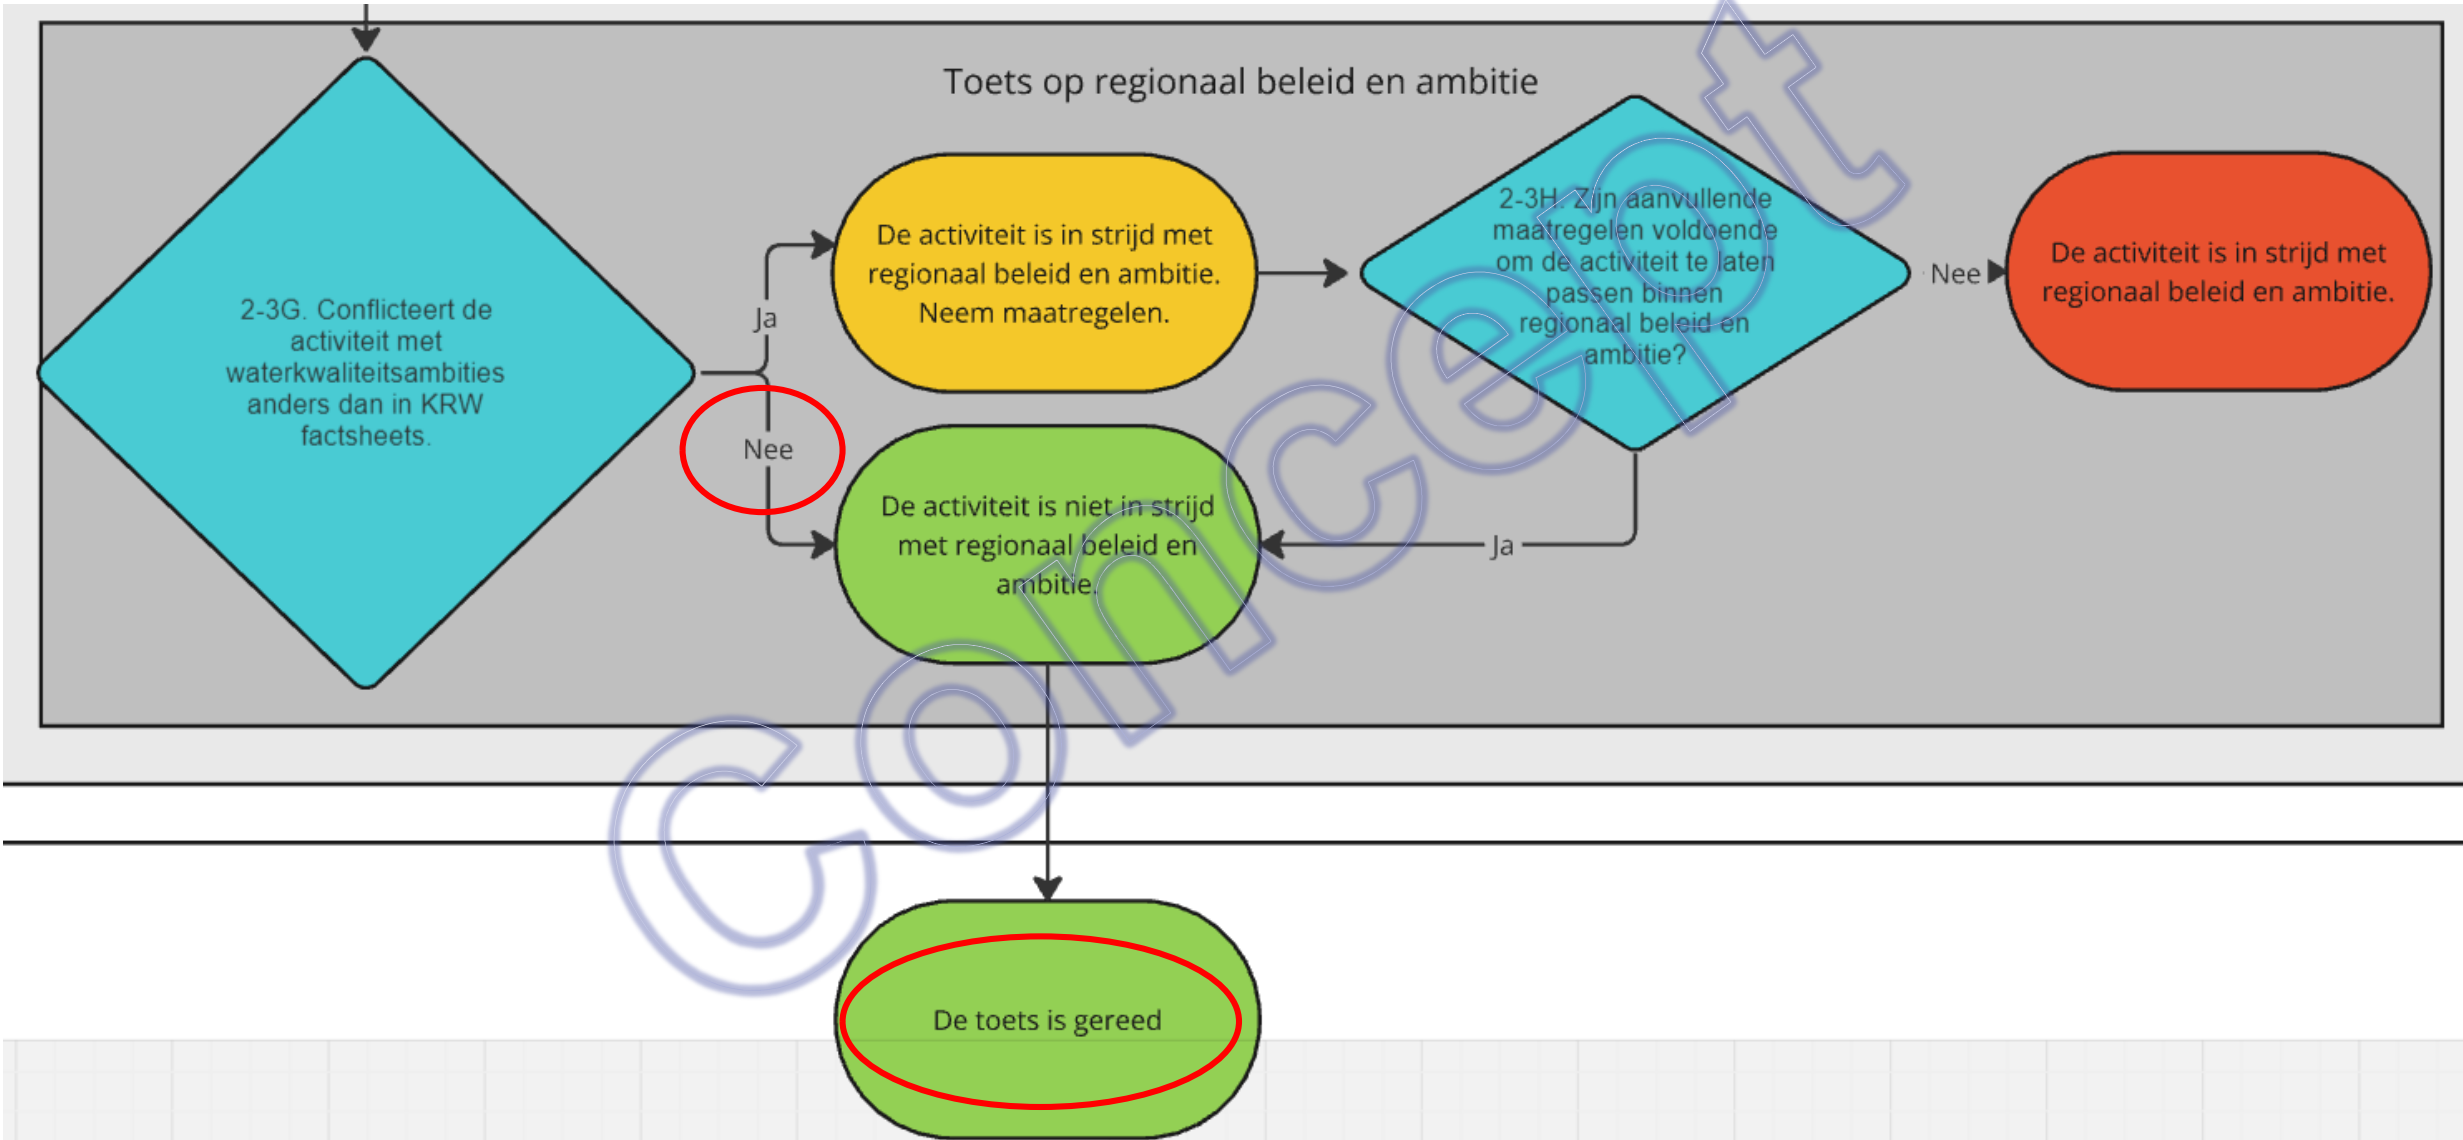 Toets op regionaal beleid en ambitie
2-3G. Conflicteert de
activiteit met
waterkwaliteitsambities
anders dan in KRW
factsheets.
Ja
Nee
De activiteit is in strijd met
regionaal beleid en ambitie.
Neem maatregelen.
2-3H. Zijn aanvullende
maatregelen voldoende
om de activiteit te laten
passen binnen
regionaal beleid en
ambitie?
Nee
De activiteit is in strijd met
regionaal beleid en ambitie.
De activiteit is niet in strijd
met regionaal beleid en
ambitie.
Ja
De toets is gereed
Concept